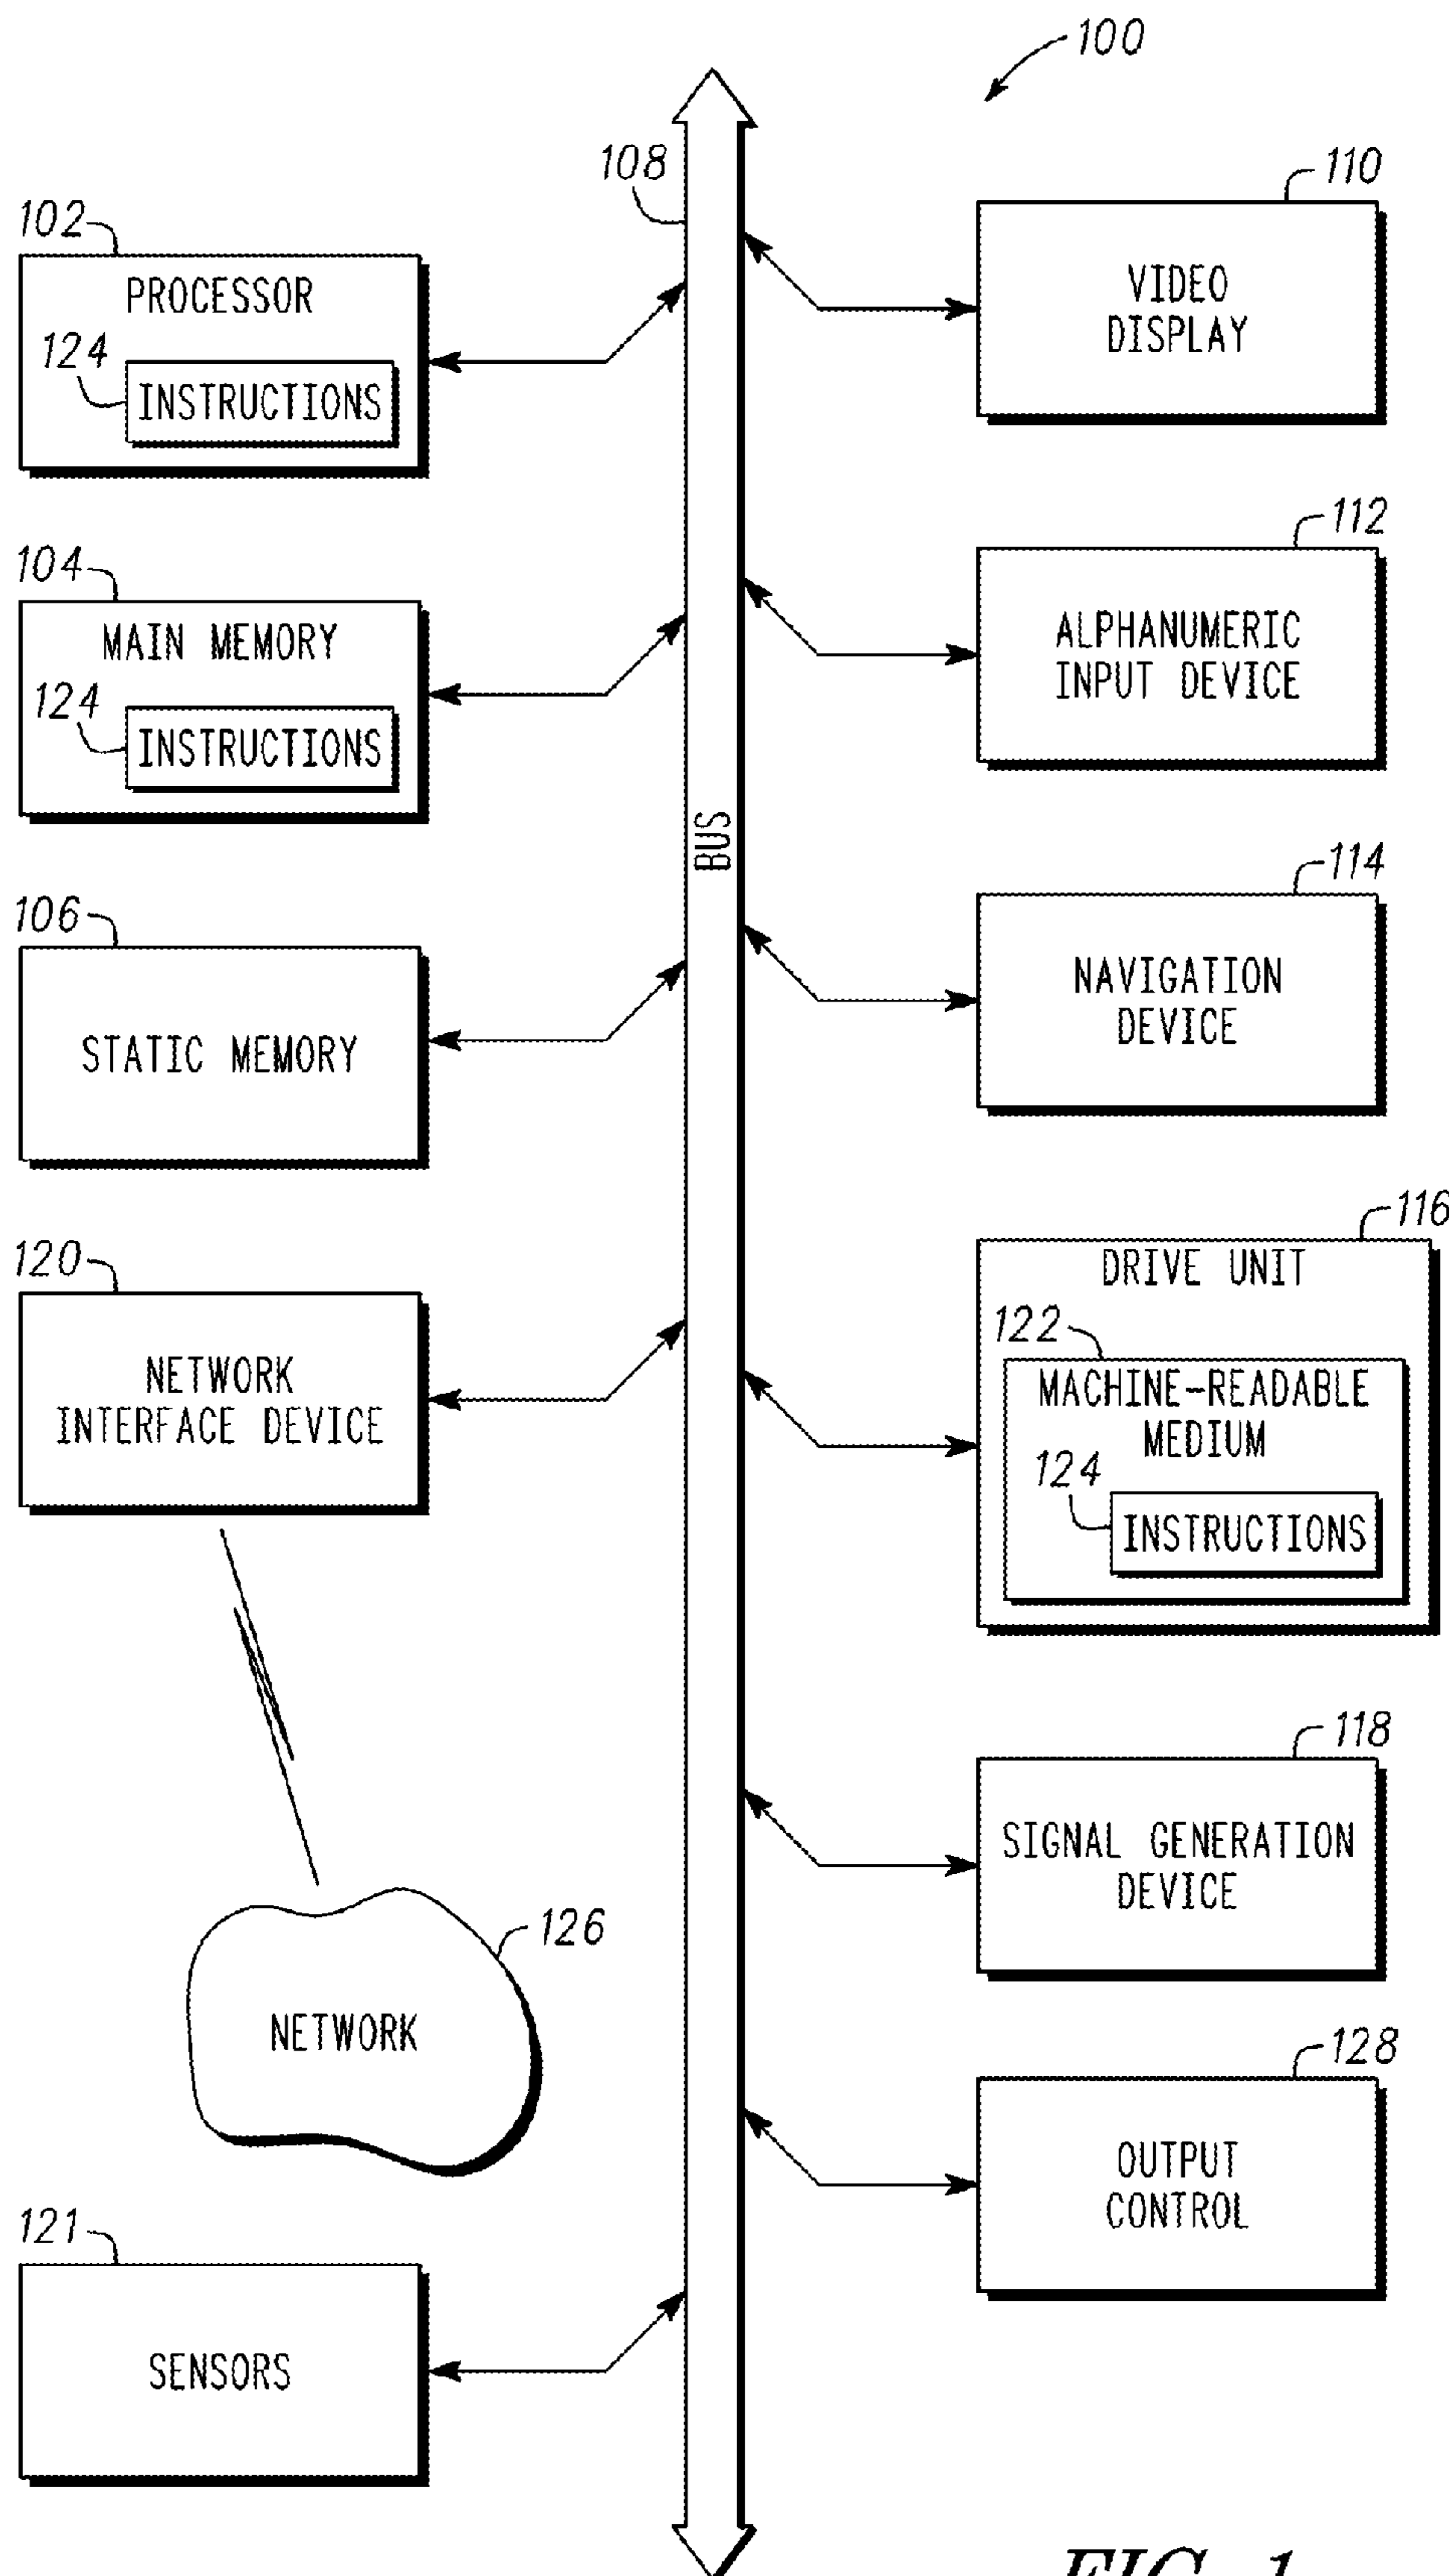 100
108
102
PROCESSOR
124
INSTRUCTIONS
104
MAIN MEMORY
124
INSTRUCTIONS
106
STATIC MEMORY
120
NETWORK
INTERFACE DEVICE
126
NETWORK
121
SENSORS
BUS
110
VIDEO
DISPLAY
112
ALPHANUMERIC
INPUT DEVICE
114
NAVIGATION
DEVICE
116
DRIVE UNIT
122
MACHINE-READABLE
MEDIUM
124
INSTRUCTIONS
118
SIGNAL GENERATION
DEVICE
128
OUTPUT
CONTROL
FIG. 1